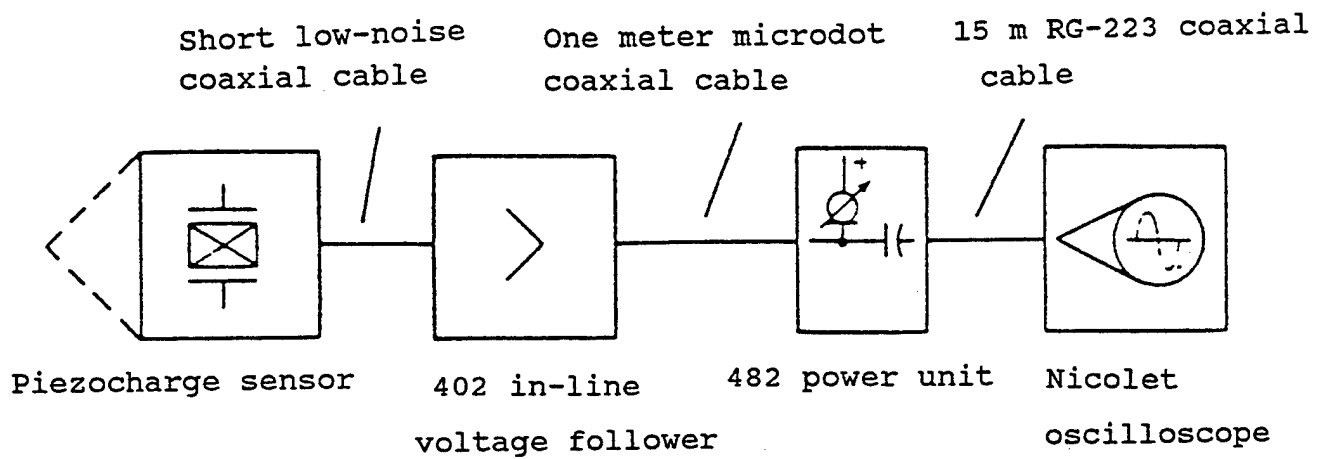 Short low-noise
coaxial cable
One meter microdot
coaxial cable
15 m RG-223 coaxial
cable
+
Piezocharge sensor
402 in-line
voltage follower
482 power unit
Nicolet
oscilloscope